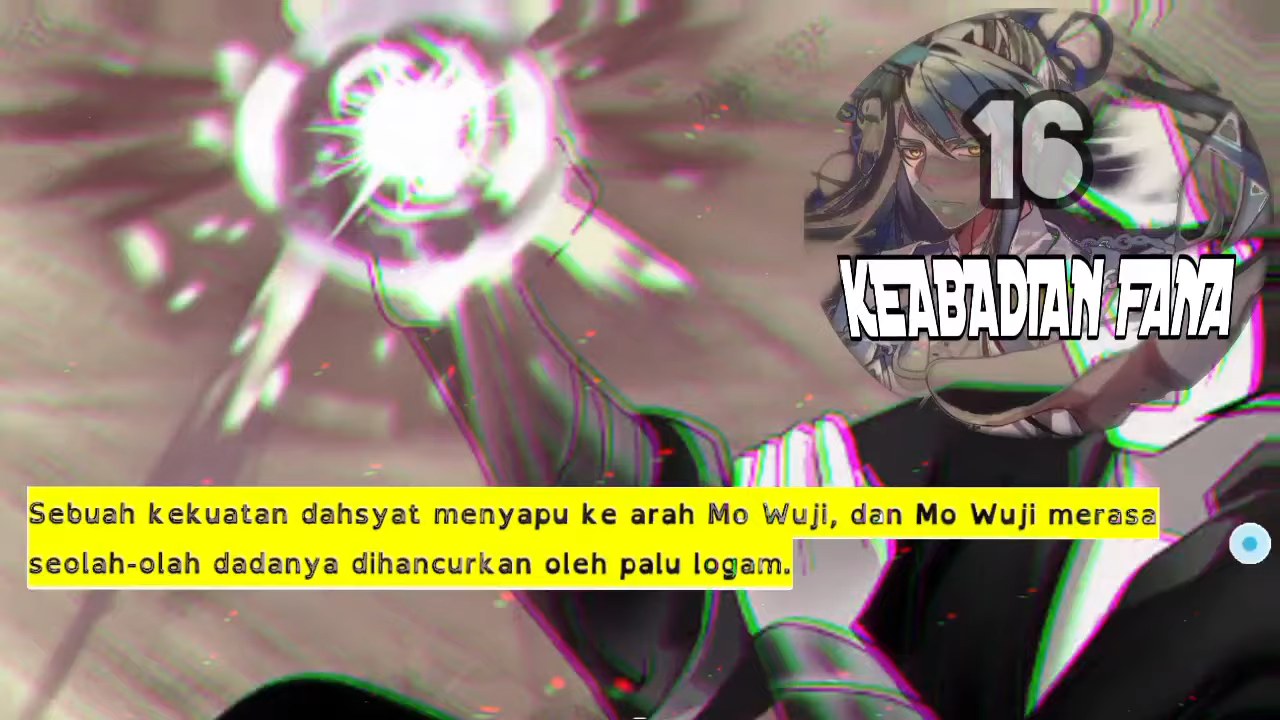 16
KEABADIAN FANA
Sebuah kekuatan dahsyat menyapu ke arah Mo Wuji, dan Mo Wuji merasa
seolah-olah dadanya dihancurkan oleh palu logam.